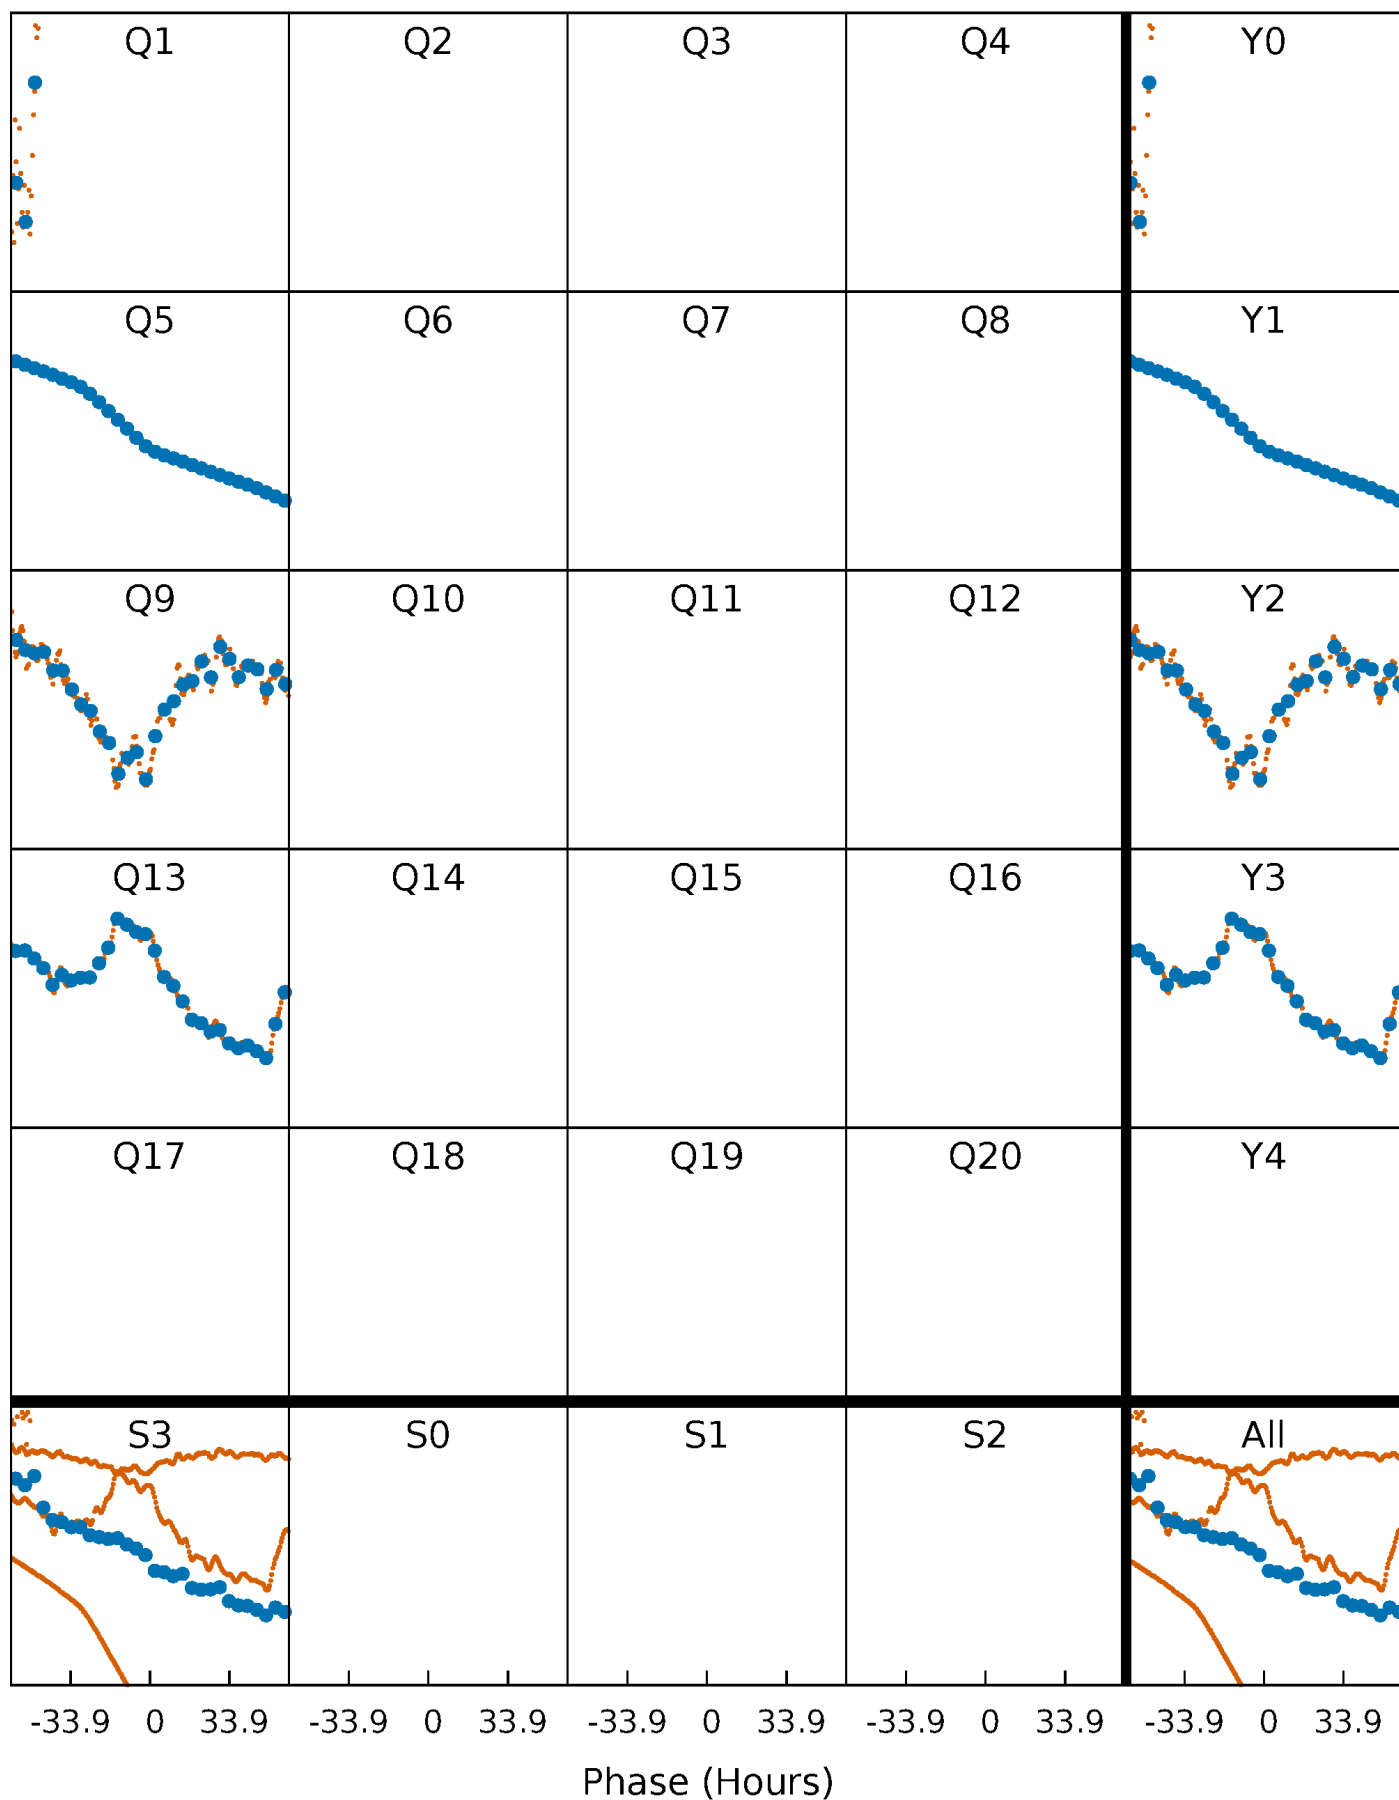 Q1 Q2 Q3 Q4 Y0
Q5 Q6 Q7 Q8 Y1
Q9 Q10 Q11 Q12 Y2
Q13 Q14 Q15 Q16 Y3
Q17 Q18 Q19 Q20 Y4
S3 S0 S1 S2 All
-33.9 0 33.9 -33.9 0 33.9 -33.9 0 33.9 -33.9 0 33.9 -33.9 0 33.9
Phase (Hours)